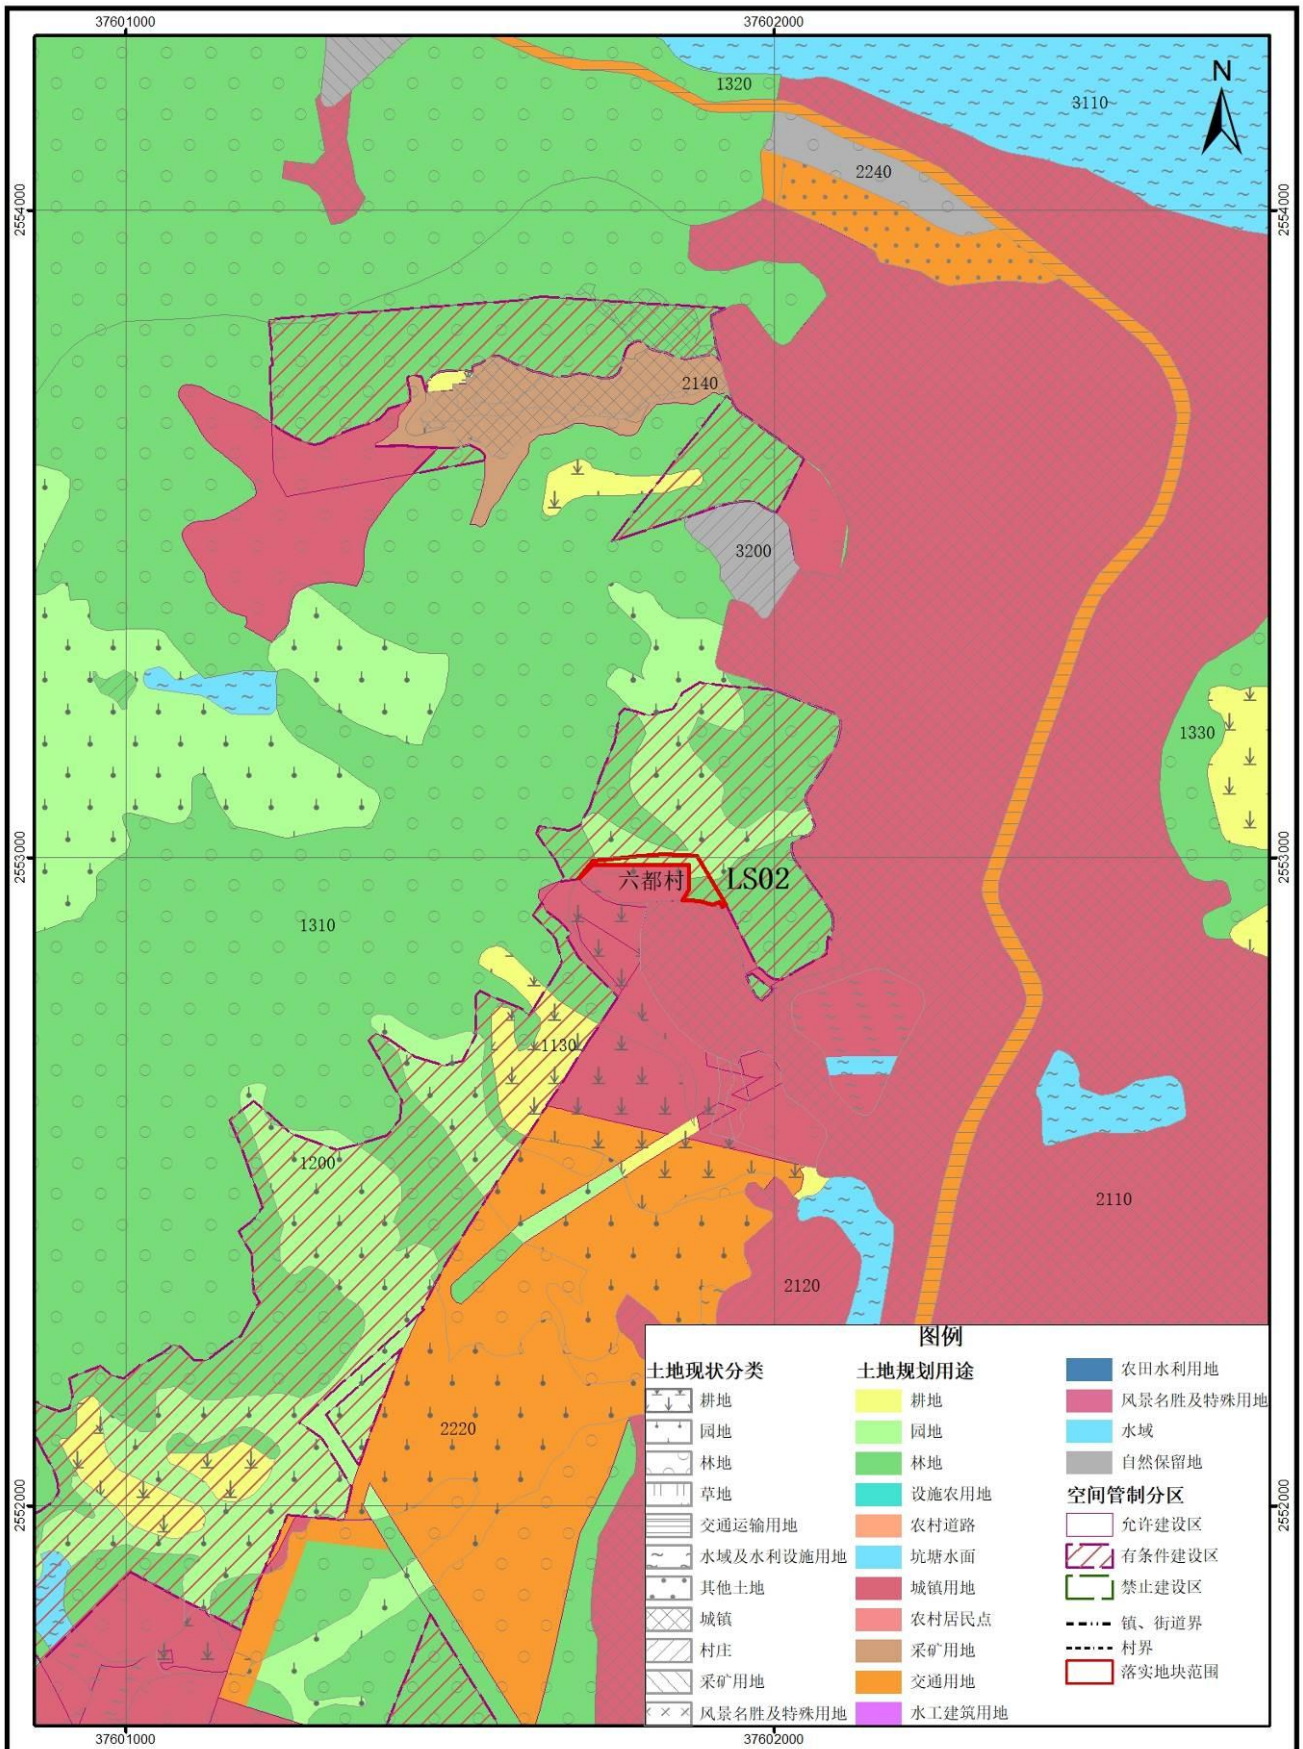 37601000
37602000
N
1320
3110
2240
2554000
2554000
2140
3200
1330
2553000
2553000
六都村
LS02
1310
1130
1200
2110
2120
2220
2552000
2552000
图例
土地现状分类
耕地
园地
林地
草地
交通运输用地
水域及水利设施用地
其他土地
城镇
村庄
采矿用地
风景名胜及特殊用地
土地规划用途
耕地
园地
林地
设施农用地
农村道路
坑塘水面
城镇用地
农村居民点
采矿用地
交通用地
水工建筑用地
农田水利用地
风景名胜及特殊用地
水域
自然保留地
空间管制分区
允许建设区
有条件建设区
禁止建设区
镇、街道界
村界
落实地块范围
37601000
37602000